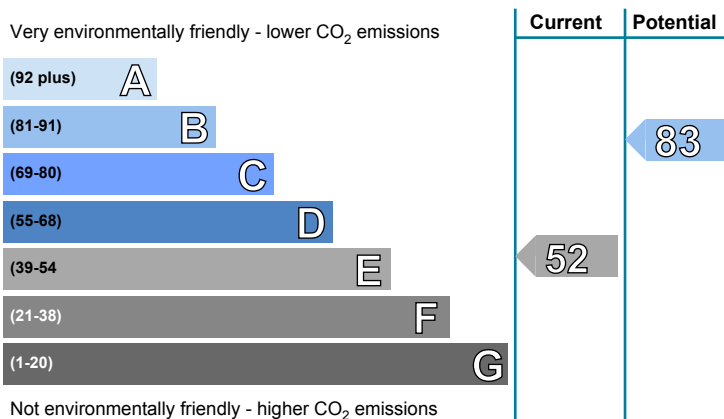 Current Potential
Very environmentally friendly - lower CO2 emissions
(92 plus) A
(81-91) B
83
(69-80) C
(55-68) D
(39-54 E
52
(21-38) F
(1-20) G
Not environmentally friendly - higher CO2 emissions